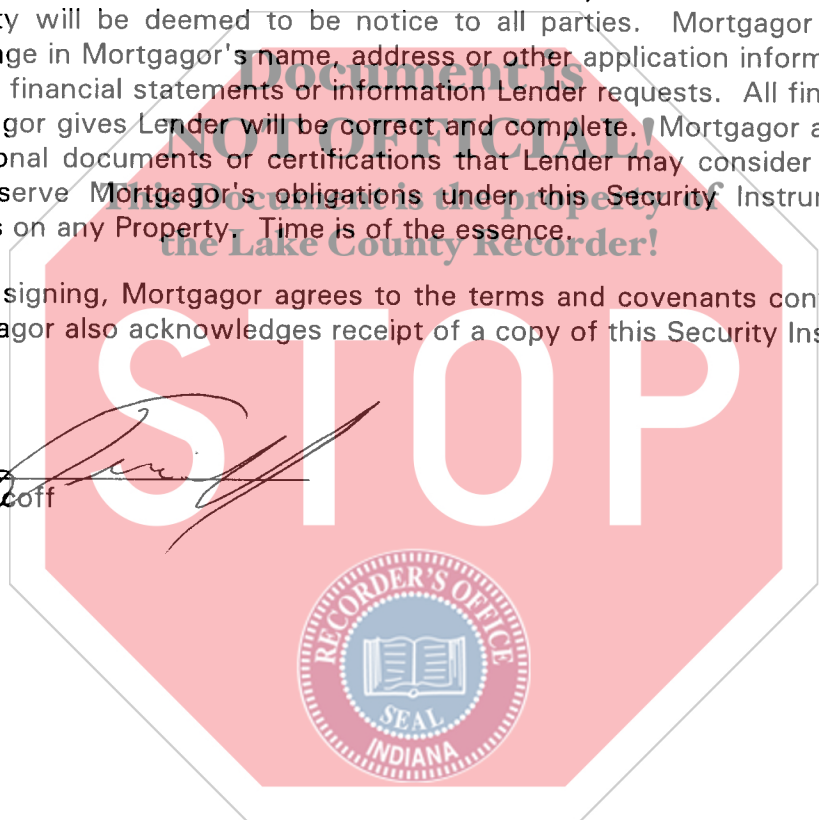 ty will be deemed to be notice to all parties. Mortgagor
nge in Mortgagor's name, address or other application inform
financial statements or information Lender requests. All fin
gor gives Lender will be correct and complete. Mortgagor a
onal documents or certifications that Lender may consider
serve Mortgagor's obligations under this Security Instru
s on any Property. Time is of the essence.
signing, Mortgagor agrees to the terms and covenants con
agor also acknowledges receipt of a copy of this Security Ins
coff
Document is
NOT OFFICIAL!
This Document is the property of
the Lake County Recorder!
STOP
RECORDER'S OFFICE
SEAL
INDIANA